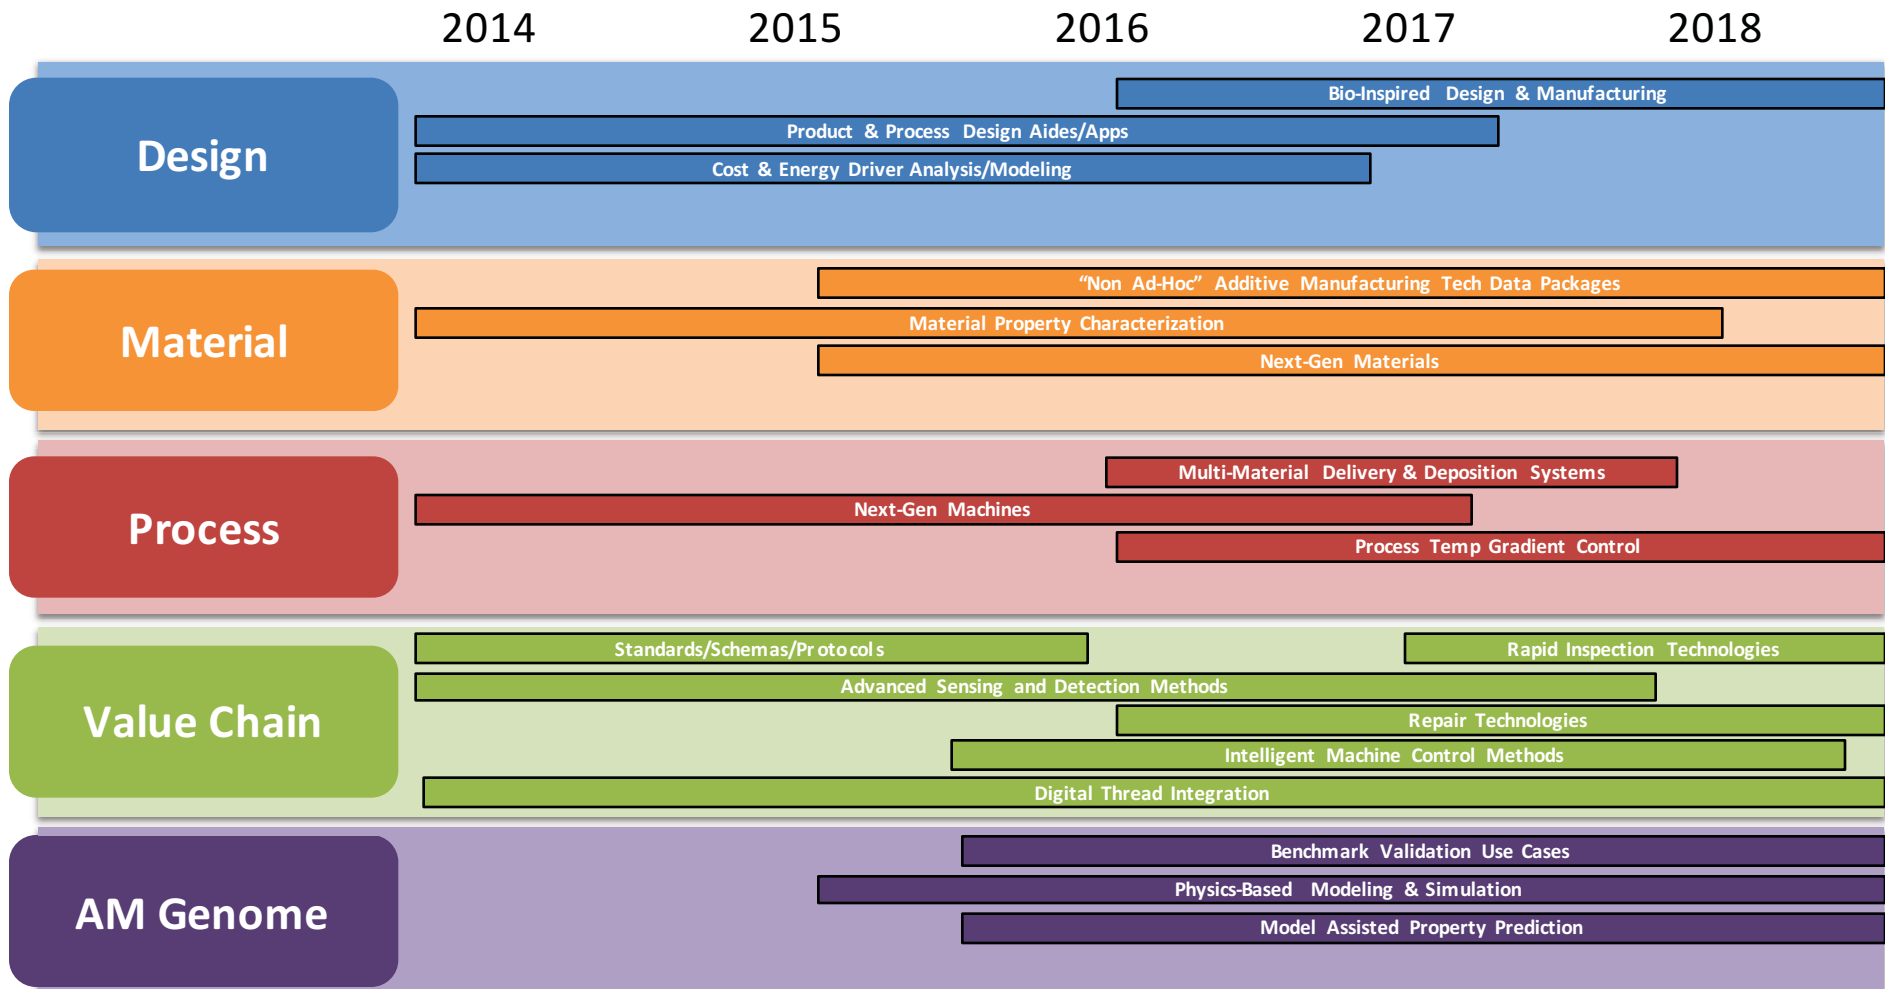 2014 2015 2016 2017 2018
Design
Bio-Inspired Design & Manufacturing
Product & Process Design Aides/Apps
Cost & Energy Driver Analysis/Modeling
Material
“Non Ad-Hoc” Additive Manufacturing Tech Data Packages
Material Property Characterization
Next-Gen Materials
Process
Multi-Material Delivery & Deposition Systems
Next-Gen Machines
Process Temp Gradient Control
Value Chain
Standards/Schemas/Protocols Rapid Inspection Technologies
Advanced Sensing and Detection Methods
Repair Technologies
Intelligent Machine Control Methods
Digital Thread Integration
AM Genome
Benchmark Validation Use Cases
Physics-Based Modeling & Simulation
Model Assisted Property Prediction